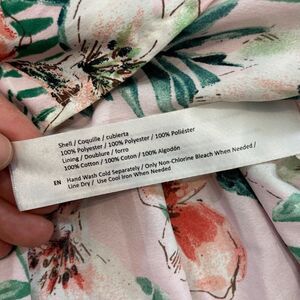 Shell / Coquille / cubierta
100% Polyester / 100% Polyester / 100% Poliéster
Lining / Doublure / forro
100% Cotton / 100% Coton / 100% Algodón
EN Hand Wash Cold Separately / Only Non-Chlorine Bleach When Needed /
Line Dry / Use Cool Iron When Needed